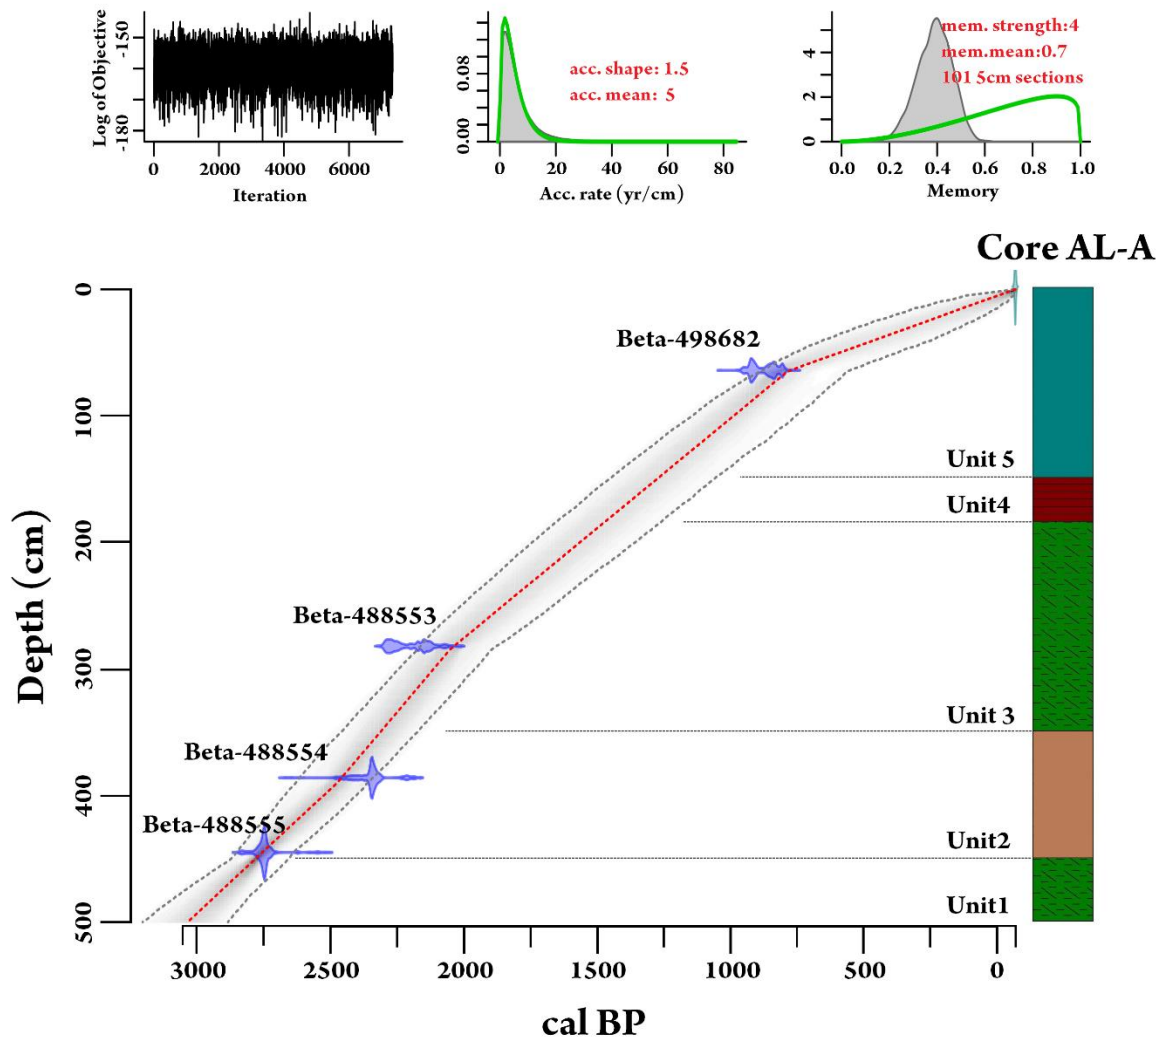 Log of Objective
-150
-180
0
2000
4000
6000
Iteration
0.08
0.00
acc. shape: 1.5
acc. mean: 5
0
20
40
60
80
Acc. rate (yr/cm)
4
2
0
mem. strength:4
mem.mean:0.7
101 5cm sections
0.0
0.2
0.4
0.6
0.8
1.0
Memory
Core AL-A
Depth (cm)
0
100
200
300
400
500
Beta-498682
Unit 5
Unit4
Beta-488553
Unit 3
Beta-488554
Beta-488555
Unit2
Unit1
3000
2500
2000
1500
1000
500
0
cal BP